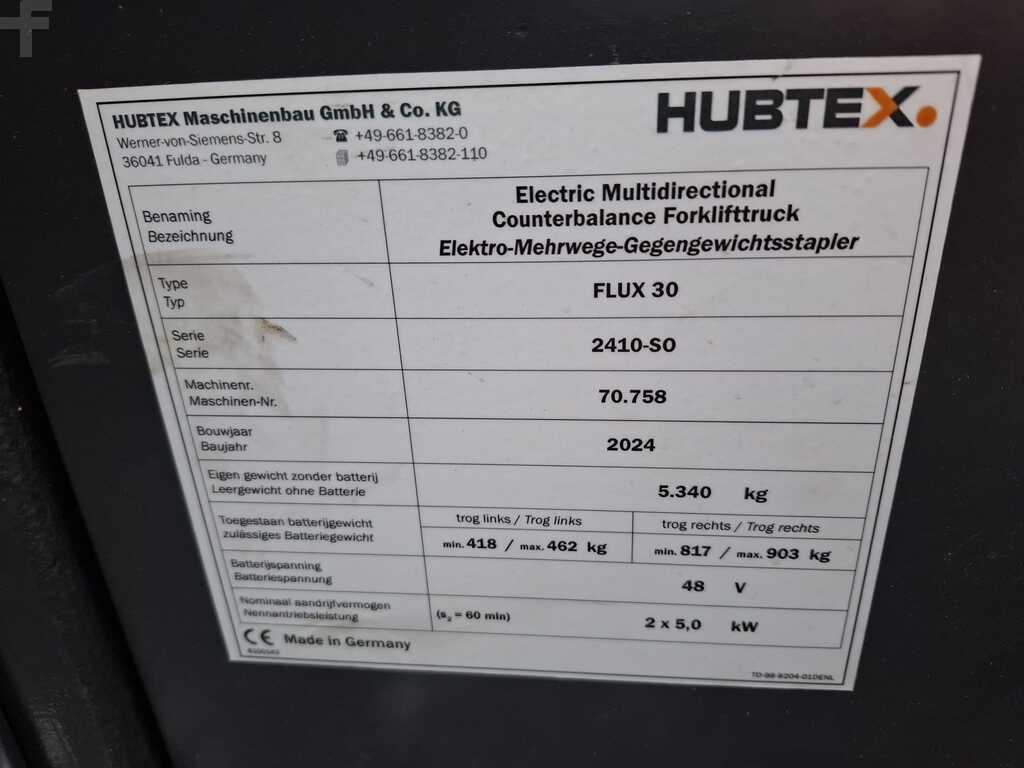 HUBTEX Maschinenbau GmbH & Co. KG
Werner-von-Siemens-Str. 8
36041 Fulda - Germany
+49-661-8382-0
+49-661-8382-110
HUBTEX
Benaming
Bezeichnung
Electric Multidirectional
Counterbalance Forklifttruck
Elektro-Mehrwege-Gegengewichtsstapler
Type
Typ
FLUX 30
Serie
Serie
2410-SO
Machinenr.
Maschinen-Nr.
70.758
Bouwjaar
Baujahr
2024
Eigen gewicht zonder batterij
Leergewicht ohne Batterie
5.340 kg
Toegestaan batterijgewicht
zulässiges Batteriegewicht
trog links / Trog links
min. 418 / max. 462 kg
trog rechts / Trog rechts
min. 817 / max. 903 kg
Batterijspanning
Batteriespannung
48 V
Nominaal aandrijfvermogen
Nennantriebsleistung
(s₂ = 60 min)
2 x 5,0 kW
CE Made in Germany